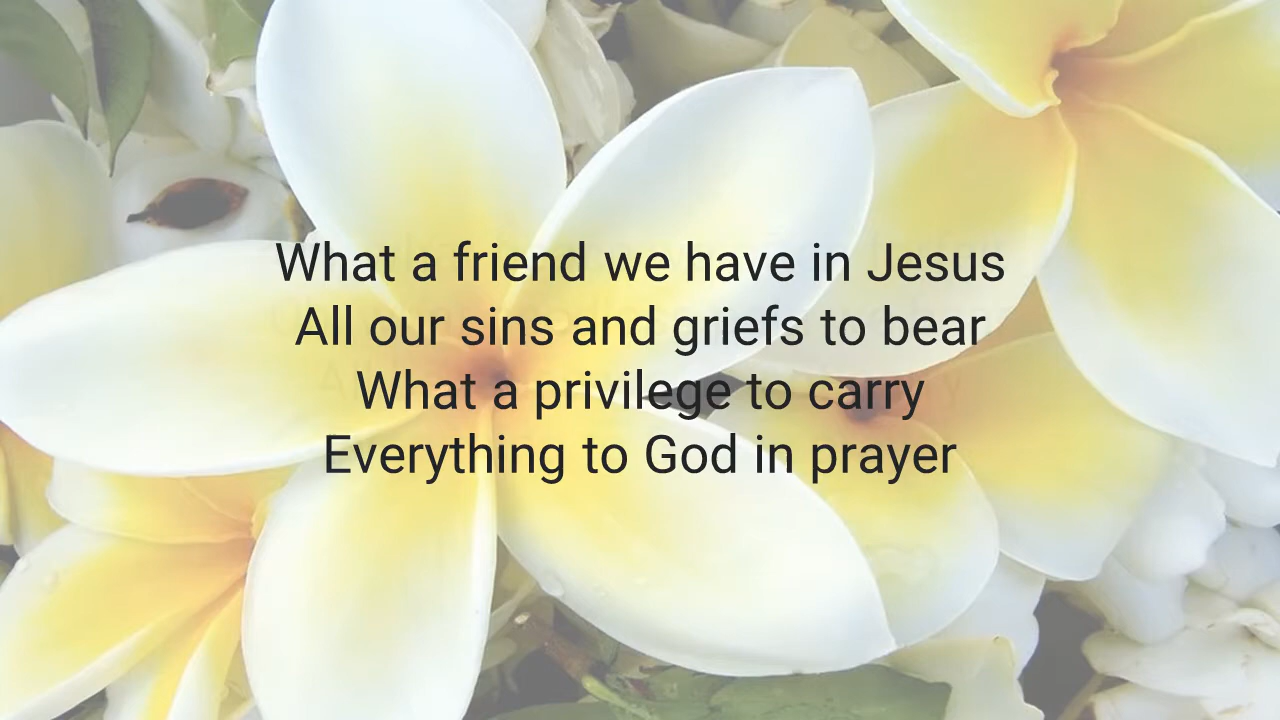 What a friend we have in Jesus
All our sins and griefs to bear
What a privilege to carry
Everything to God in prayer